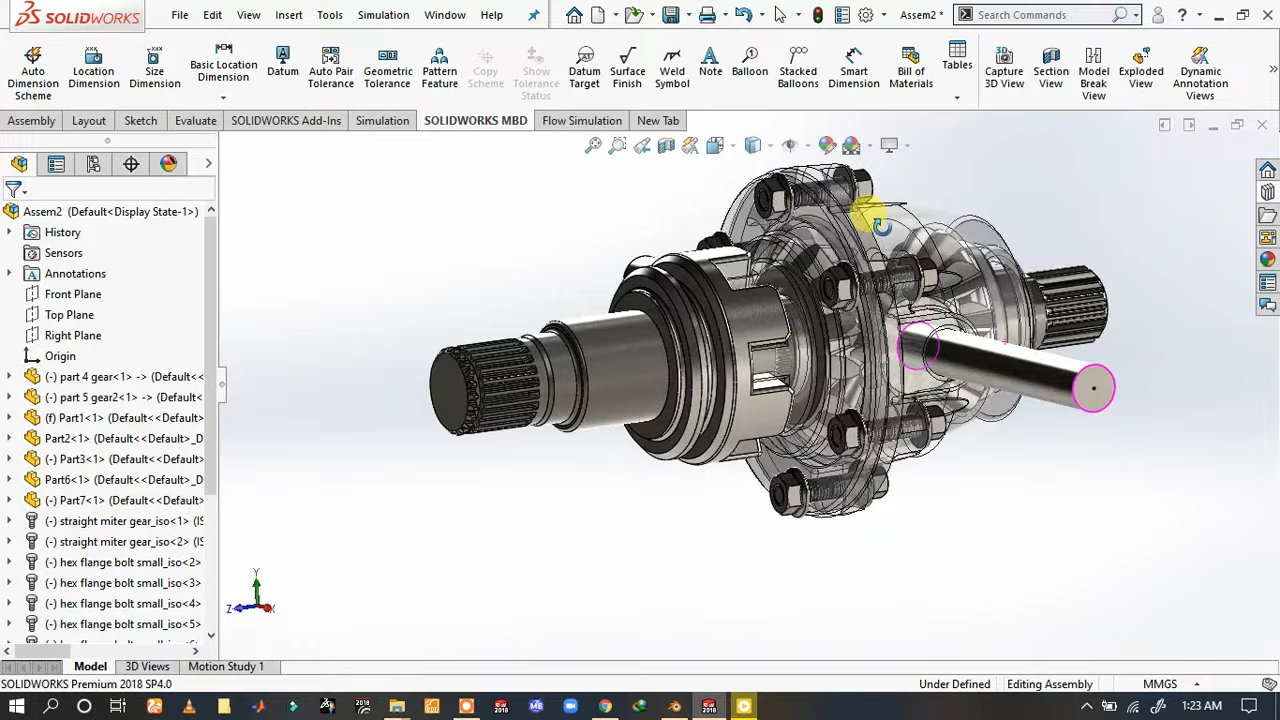 SOLIDWORKS File Edit View Insert Tools Simulation Window Help Assem2 * Search Commands ?
Auto Dimension Scheme
Location Dimension
Size Dimension
Basic Location Dimension
Datum
Auto Pair Tolerance
Geometric Tolerance
Pattern Feature
Copy Scheme
Show Tolerance Status
Datum Target
Surface Finish
Weld Symbol
Note
Balloon
Stacked Balloons
Smart Dimension
Bill of Materials
Tables
Capture 3D View
Section View
Model Break View
Exploded View
Dynamic Annotation Views
Assembly Layout Sketch Evaluate SOLIDWORKS Add-Ins Simulation SOLIDWORKS MBD Flow Simulation New Tab
Assem2 (Default<Display State-1>)
History
Sensors
Annotations
Front Plane
Top Plane
Right Plane
Origin
(-) part 4 gear<1> -> (Default<
(-) part 5 gear2<1> -> (Default
(f) Part1<1> (Default<<Default
Part2<1> (Default<<Default>_D
(-) Part3<1> (Default<<Default
Part6<1> (Default<<Default>_D
(-) Part7<1> (Default<<Default
(-) straight miter gear_iso<1> (IS
(-) straight miter gear_iso<2> (IS
(-) hex flange bolt small_iso<2>
(-) hex flange bolt small_iso<3>
(-) hex flange bolt small_iso<4>
(-) hex flange bolt small_iso<5>
Y
Z
X
Model 3D Views Motion Study 1
SOLIDWORKS Premium 2018 SP4.0 Under Defined Editing Assembly MMGS
1:23 AM